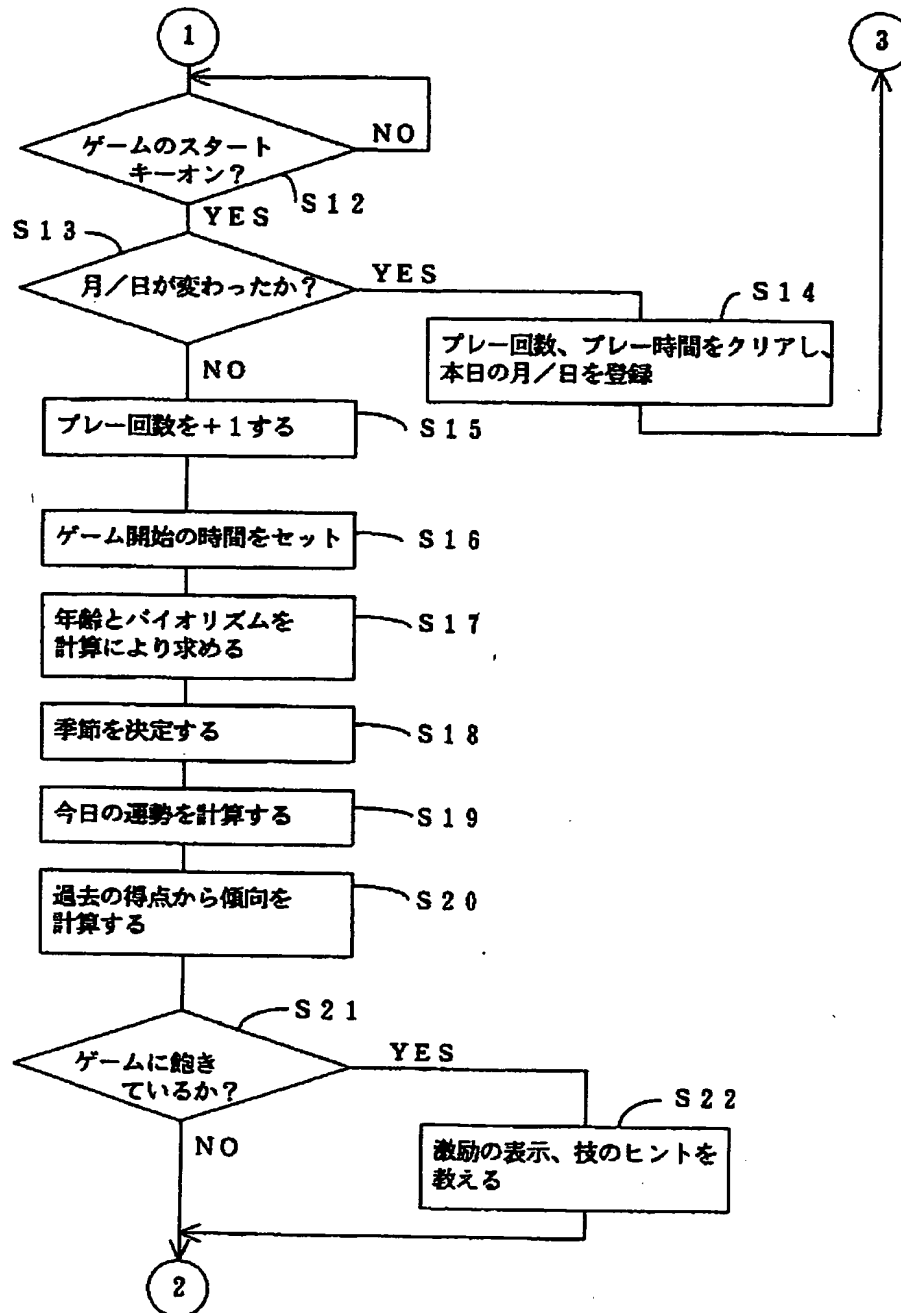 1
3
ゲームのスタート
キーオン?
NO
S12
YES
S13
月/日が変わったか?
YES
S14
プレー回数、プレー時間をクリアし、
本日の月/日を登録
NO
プレー回数を+1する
S15
ゲーム開始の時間をセット
S16
年齢とバイオリズムを
計算により求める
S17
季節を決定する
S18
今日の運勢を計算する
S19
過去の得点から傾向を
計算する
S20
S21
ゲームに飽き
ているか?
YES
S22
激励の表示、技のヒントを
教える
NO
2